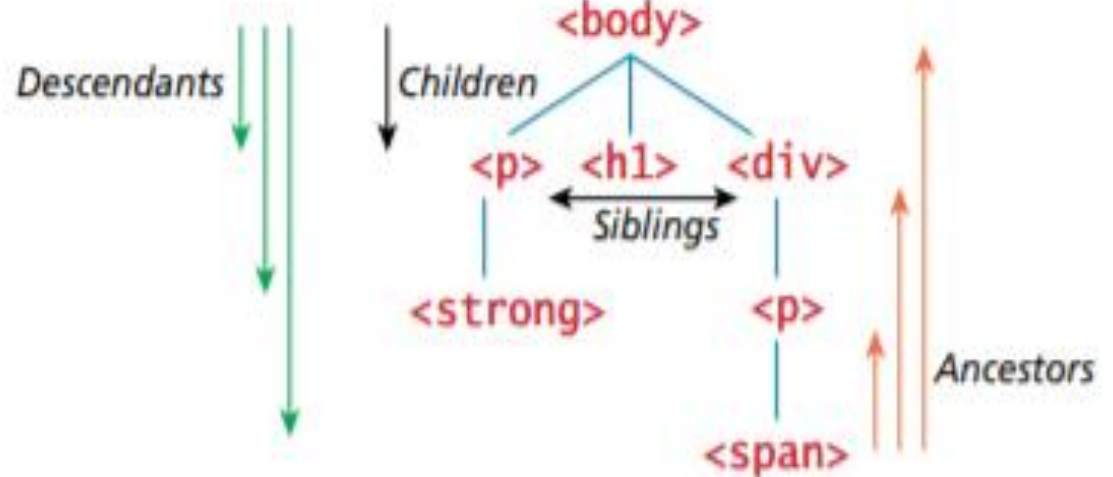 <body>
Descendants
Children
<p> <h1> <div>
Siblings
<strong> <p>
Ancestors
<span>